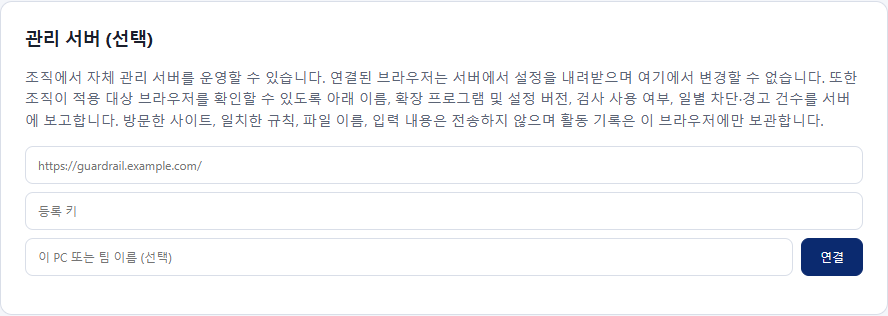 관리 서버 (선택)
조직에서 자체 관리 서버를 운영할 수 있습니다. 연결된 브라우저는 서버에서 설정을 내려받으며 여기에서 변경할 수 없습니다. 또한
조직이 적용 대상 브라우저를 확인할 수 있도록 아래 이름, 확장 프로그램 및 설정 버전, 검사 사용 여부, 일별 차단·경고 건수를 서버
에 보고합니다. 방문한 사이트, 일치한 규칙, 파일 이름, 입력 내용은 전송하지 않으며 활동 기록은 이 브라우저에만 보관합니다.
https://guardrail.example.com/
등록 키
이 PC 또는 팀 이름 (선택)
연결